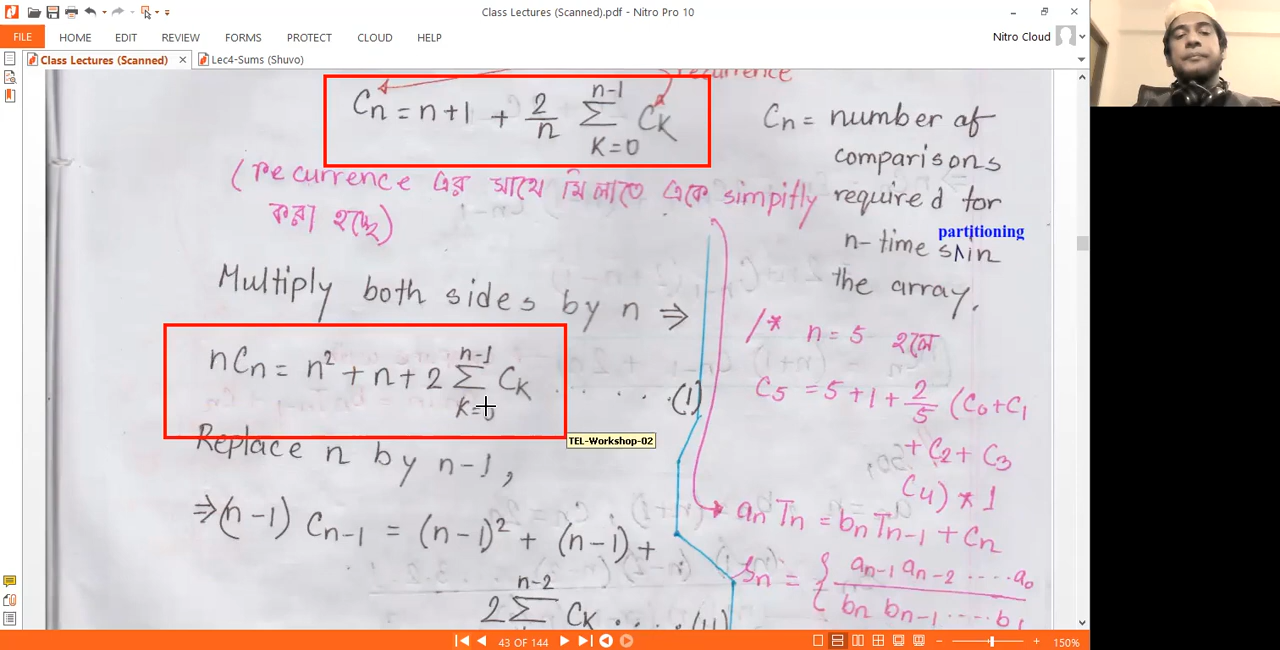 Class Lectures (Scanned).pdf - Nitro Pro 10
FILE HOME EDIT REVIEW FORMS PROTECT CLOUD HELP
Nitro Cloud
Class Lectures (Scanned) × Lec4-Sums (Shuvo)
recurrence
Cn = n+1 + 2/n Σ_{K=0}^{n-1} CK
(recurrence এর সাথে মিলাতে একে simpifly
করা হচ্ছে)
Cn = number of
comparisons
required for
partitioning
n-time s∧in
the array.
Multiply both sides by n ⇒
nCn = n² + n + 2 Σ_{K=0}^{n-1} CK . . . . . . (1)
TEL-Workshop-02
Replace n by n-1,
⇒(n-1) Cn-1 = (n-1)² + (n-1) +
2 Σ^{n-2} CK . . . . (11)
/* n = 5 হলে
C5 = 5+1+ 2/5 (C0+C1
+ C2 + C3
C4) * 1
an Tn = bn Tn-1 + Cn
Sn = { an-1 an-2 ..... a0 / bn bn-1 ..... b1
43 OF 144
150%